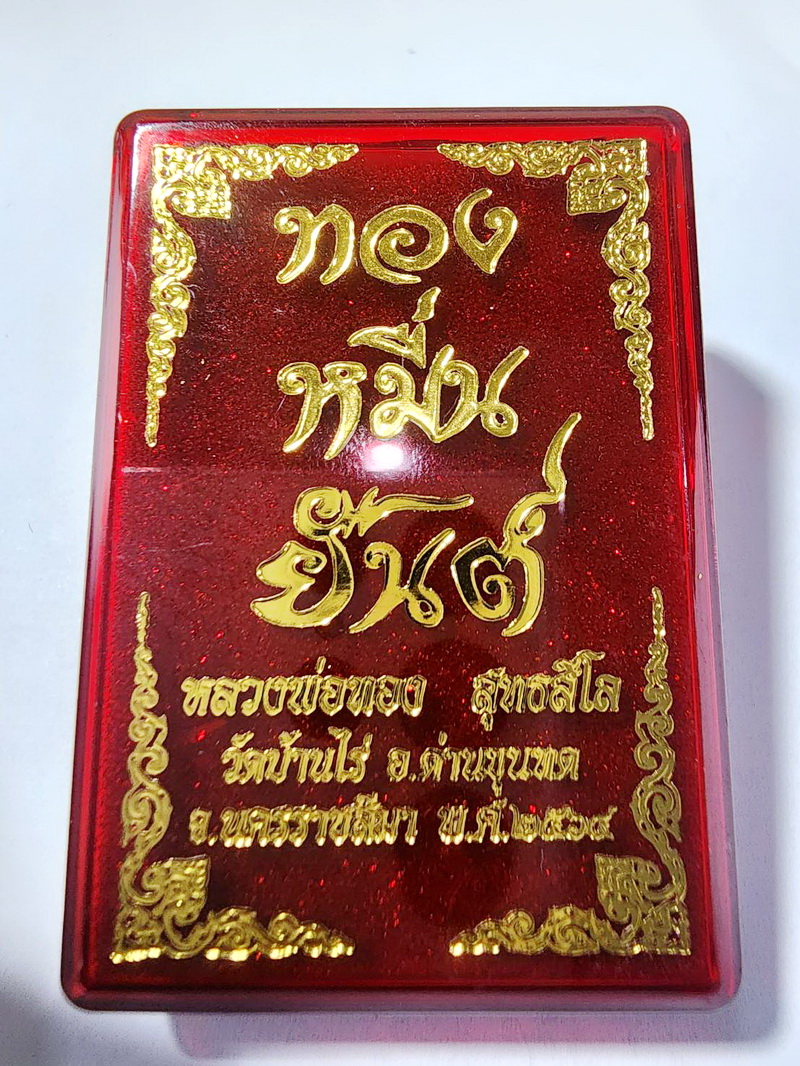 ทอง
หมื่น
ยันต์
หลวงพ่อทอง สุทธสีโล
วัดบ้านไร่ อ.ด่านขุนทด
จ.นครราชสีมา พ.ศ.๒๕๖๔